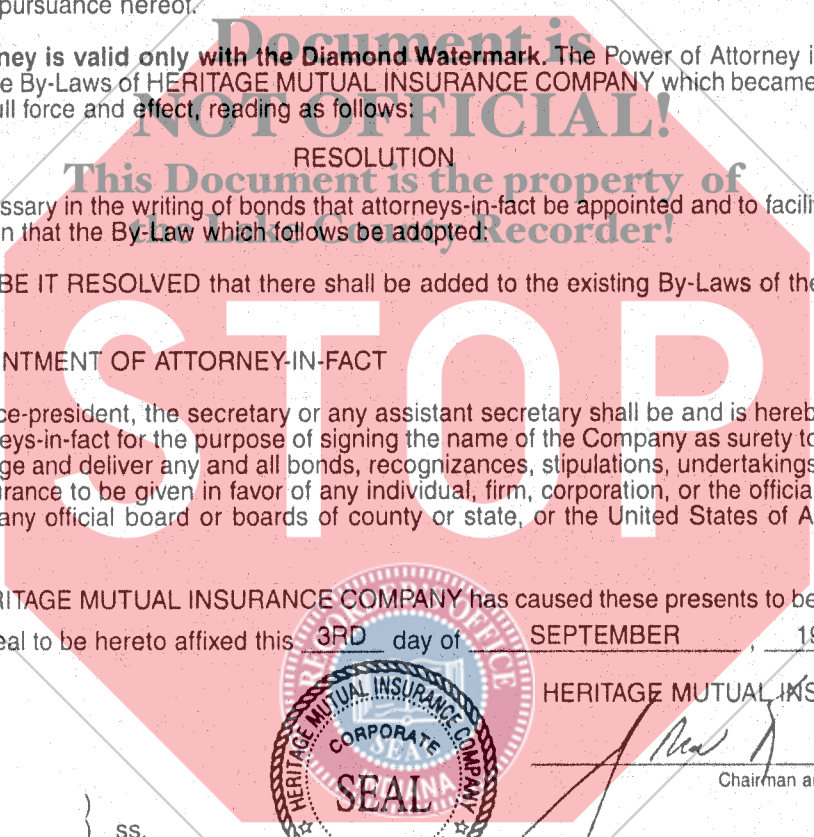 pursuance hereof.
Document is
ney is valid only with the Diamond Watermark. The Power of Attorney i
e By-Laws of HERITAGE MUTUAL INSURANCE COMPANY which became
ull force and effect, reading as follows:
NOT OFFICIAL!
RESOLUTION
This Document is the property of
ssary in the writing of bonds that attorneys-in-fact be appointed and to facili
n that the By-Law which follows be adopted:
the Lake County Recorder!
BE IT RESOLVED that there shall be added to the existing By-Laws of the
STOP
NTMENT OF ATTORNEY-IN-FACT
ce-president, the secretary or any assistant secretary shall be and is hereb
eys-in-fact for the purpose of signing the name of the Company as surety to
ge and deliver any and all bonds, recognizances, stipulations, undertakings
urance to be given in favor of any individual, firm, corporation, or the officia
any official board or boards of county or state, or the United States of A
RITAGE MUTUAL INSURANCE COMPANY has caused these presents to be
eal to be hereto affixed this 3RD day of SEPTEMBER , 19
HERITAGE MUTUAL INS
HERITAGE MUTUAL INSURANCE COMPANY
CORPORATE
SEAL
SEAL
INDIANA
Chairman a
ss.